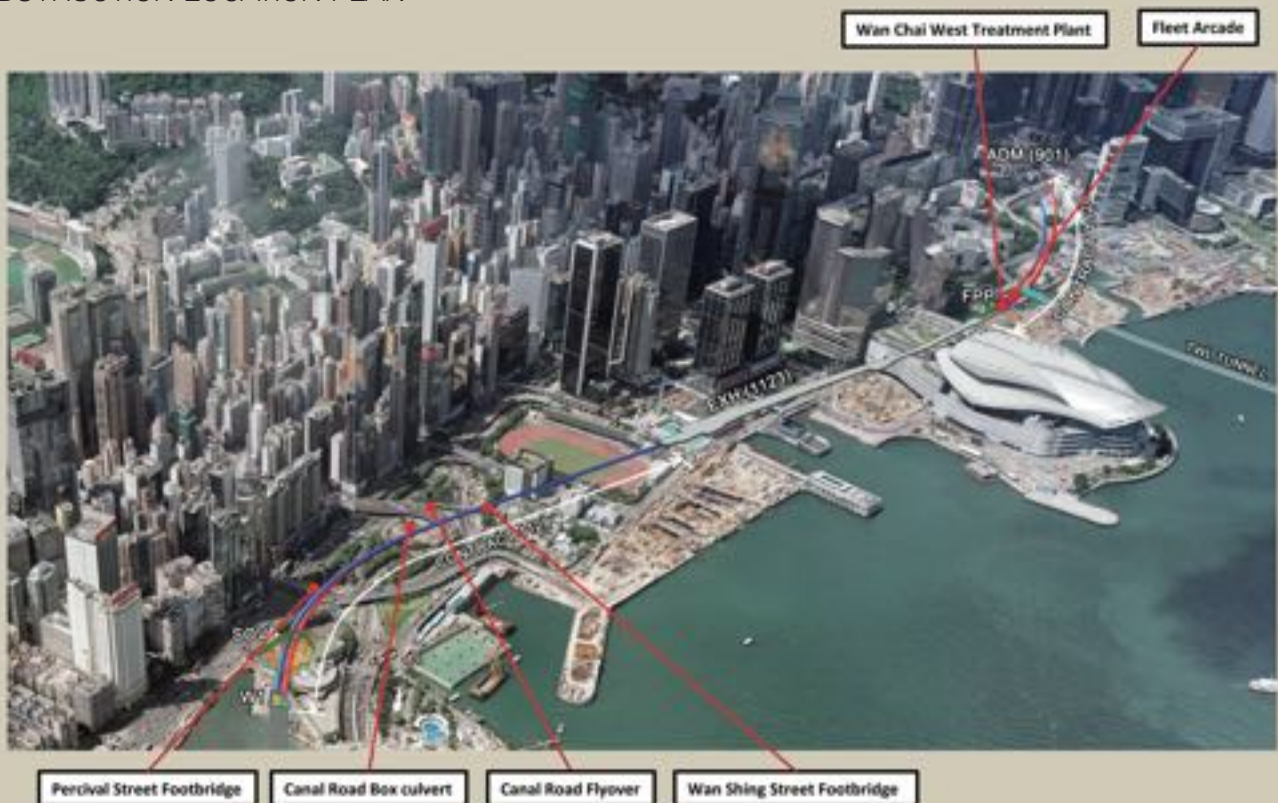 Wan Chai West Treatment Plant
Fleet Arcade
ADM (901)
FPP
EXH (1123)
Percival Street Footbridge
Canal Road Box culvert
Canal Road Flyover
Wan Shing Street Footbridge